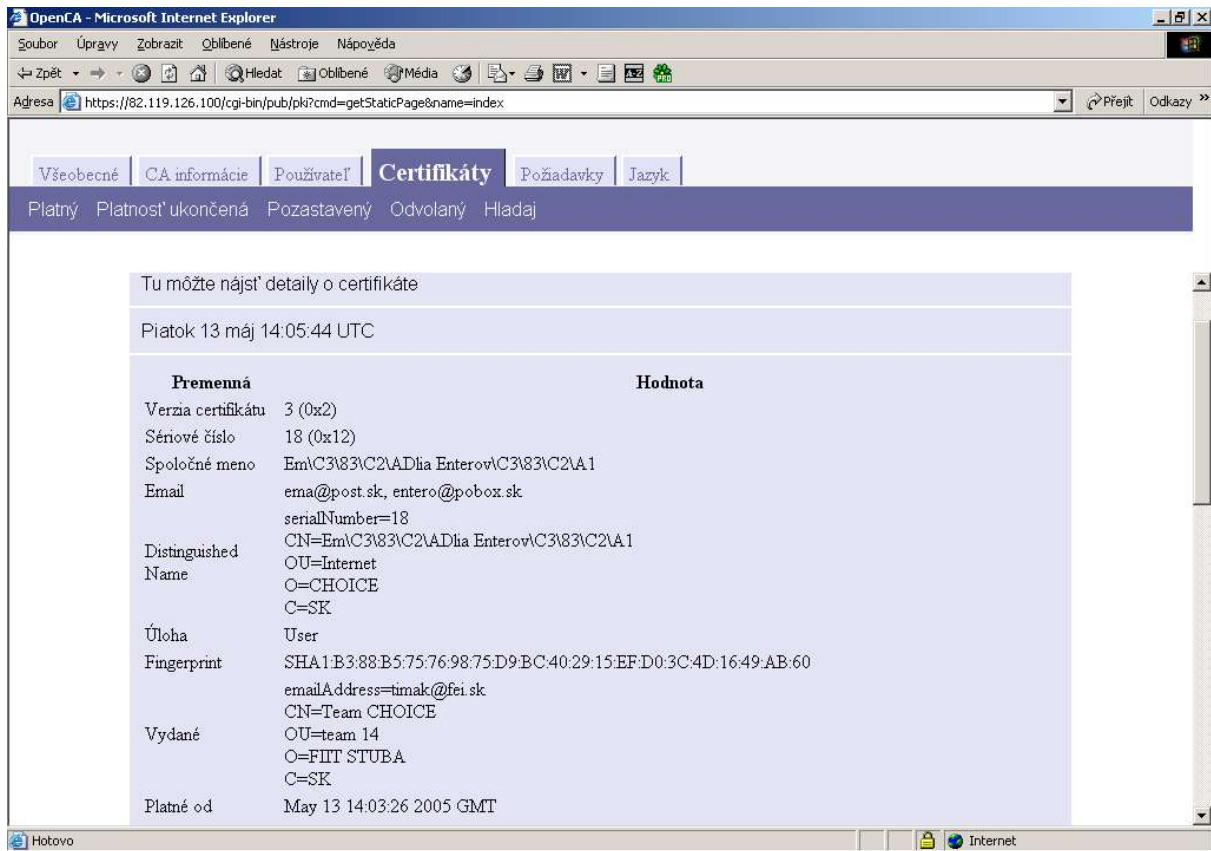 OpenCA - Microsoft Internet Explorer
Soubor Úpravy Zobrazit Oblíbené Nástroje Nápověda
Zpět Hledat Oblíbené Média
Adresa https://82.119.126.100/cgi-bin/pub/pki?cmd=getStaticPage&name=index Přejít Odkazy »
Všeobecné CA informácie Používateľ Certifikáty Požiadavky Jazyk
Platný Platnosť ukončená Pozastavený Odvolaný Hladaj
Tu môžte nájsť detaily o certifikáte
Piatok 13 máj 14:05:44 UTC
Premenná Hodnota
Verzia certifikátu 3 (0x2)
Sériové číslo 18 (0x12)
Spoločné meno Em\C3\83\C2\ADlia Enterov\C3\83\C2\A1
Email ema@post.sk, entero@pobox.sk
Distinguished Name serialNumber=18
CN=Em\C3\83\C2\ADlia Enterov\C3\83\C2\A1
OU=Internet
O=CHOICE
C=SK
Úloha User
Fingerprint SHA1:B3:88:B5:75:76:98:75:D9:BC:40:29:15:EF:D0:3C:4D:16:49:AB:60
Vydané emailAddress=timak@fei.sk
CN=Team CHOICE
OU=team 14
O=FIIT STUBA
C=SK
Platné od May 13 14:03:26 2005 GMT
Hotovo Internet